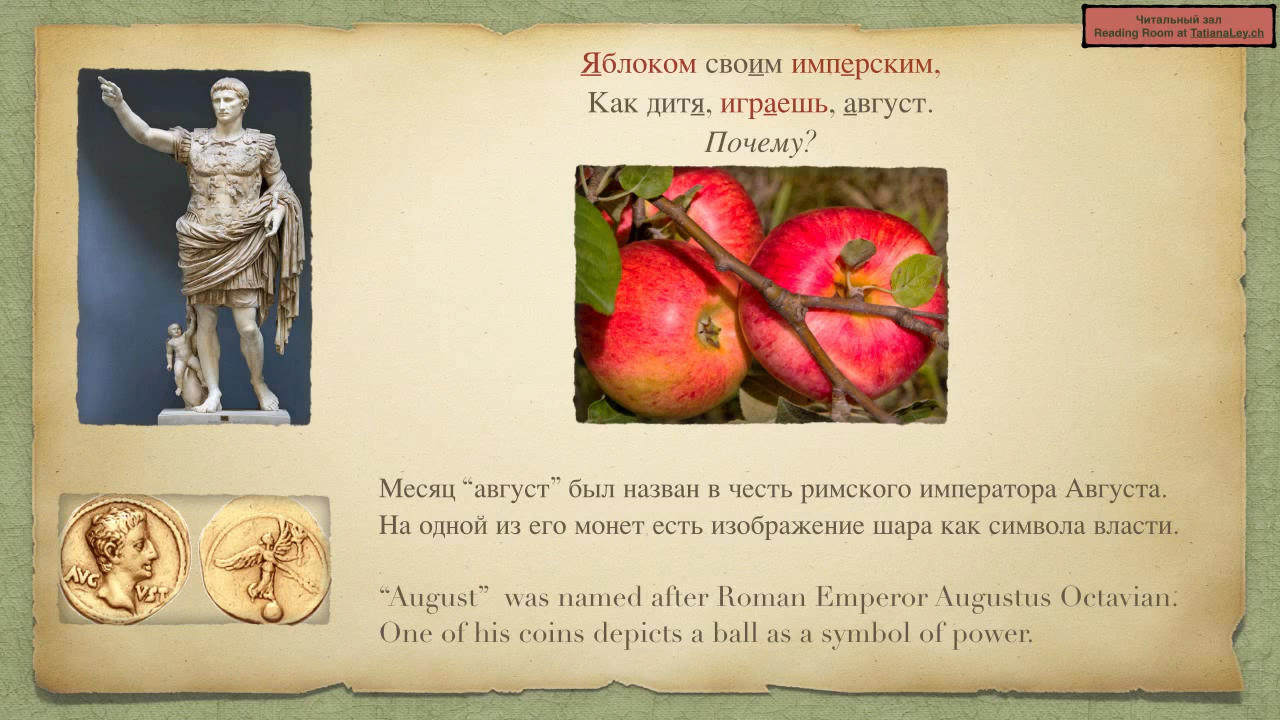 Читальный зал
Reading Room at TatianaLey.ch
Яблоком своим имперским,
Как дитя, играешь, август.
Почему?
Месяц “август” был назван в честь римского императора Августа.
На одной из его монет есть изображение шара как символа власти.
AVG VST
“August” was named after Roman Emperor Augustus Octavian.
One of his coins depicts a ball as a symbol of power.